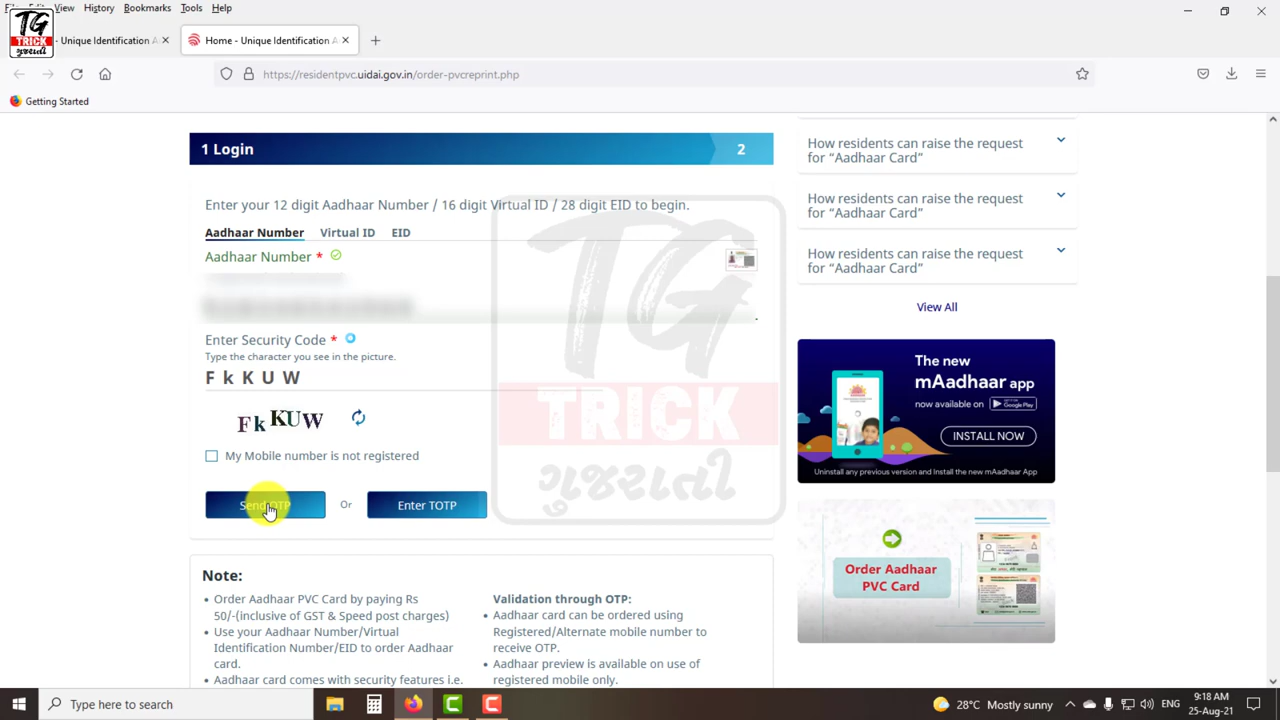 File Edit View History Bookmarks Tools Help
TG
TRICK
ગુજરાતી
- Unique Identification A
Home - Unique Identification A
https://residentpvc.uidai.gov.in/order-pvcreprint.php
Getting Started
1 Login
2
Enter your 12 digit Aadhaar Number / 16 digit Virtual ID / 28 digit EID to begin.
Aadhaar Number Virtual ID EID
Aadhaar Number *
Enter Security Code *
Type the character you see in the picture.
F k K U W
FkKUW
My Mobile number is not registered
Send OTP
Or
Enter TOTP
Note:
• Order Aadhaar PVC Card by paying Rs
50/-(inclusive of GST & Speed post charges)
• Use your Aadhaar Number/Virtual
Identification Number/EID to order Aadhaar
card.
• Aadhaar card comes with security features i.e.
Validation through OTP:
• Aadhaar card can be ordered using
Registered/Alternate mobile number to
receive OTP.
• Aadhaar preview is available on use of
registered mobile only.
TG
TRICK
ગુજરાતી
How residents can raise the request
for “Aadhaar Card”
How residents can raise the request
for “Aadhaar Card”
How residents can raise the request
for “Aadhaar Card”
View All
The new
mAadhaar app
now available on Google Play
INSTALL NOW
Uninstall any previous version and Install the new mAadhaar App
Order Aadhaar
PVC Card
Type here to search
28°C Mostly sunny
ENG
9:18 AM
25-Aug-21